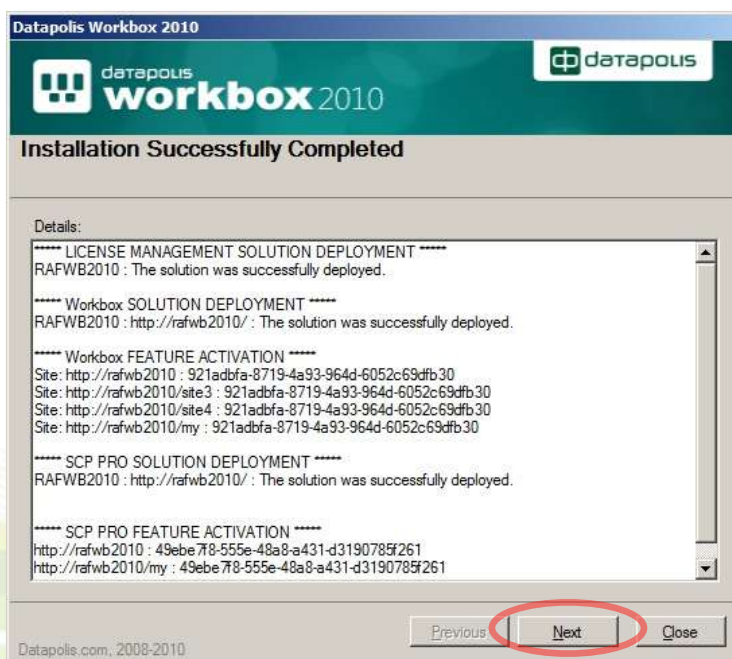 Datapolis Workbox 2010
datapolis
workbox 2010
datapolis
Installation Successfully Completed
Details:
***** LICENSE MANAGEMENT SOLUTION DEPLOYMENT *****
RAFWB2010 : The solution was successfully deployed.
***** Workbox SOLUTION DEPLOYMENT *****
RAFWB2010 : http://rafwb2010/ : The solution was successfully deployed.
***** Workbox FEATURE ACTIVATION *****
Site: http://rafwb2010 : 921adbfa-8719-4a93-964d-6052c69dfb30
Site: http://rafwb2010/site3 : 921adbfa-8719-4a93-964d-6052c69dfb30
Site: http://rafwb2010/site4 : 921adbfa-8719-4a93-964d-6052c69dfb30
Site: http://rafwb2010/my : 921adbfa-8719-4a93-964d-6052c69dfb30
***** SCP PRO SOLUTION DEPLOYMENT *****
RAFWB2010 : http://rafwb2010/ : The solution was successfully deployed.
***** SCP PRO FEATURE ACTIVATION *****
http://rafwb2010 : 49ebe7f8-555e-48a8-a431-d3190785f261
http://rafwb2010/my : 49ebe7f8-555e-48a8-a431-d3190785f261
Previous Next Close
Datapolis.com, 2008-2010